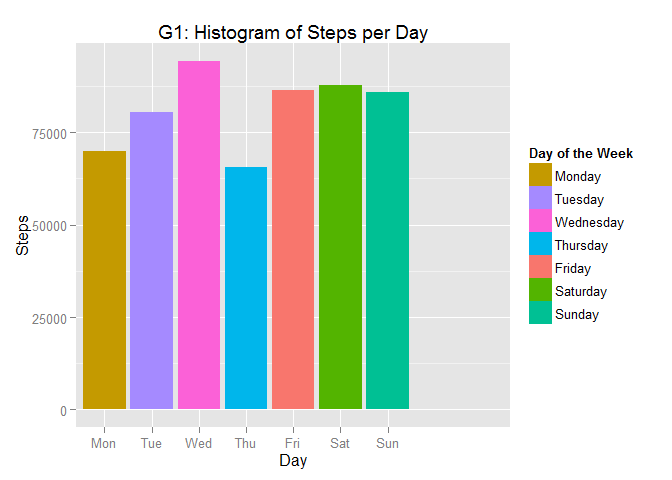 G1: Histogram of Steps per Day
Steps
75000
50000
25000
0
Mon Tue Wed Thu Fri Sat Sun
Day
Day of the Week
Monday
Tuesday
Wednesday
Thursday
Friday
Saturday
Sunday